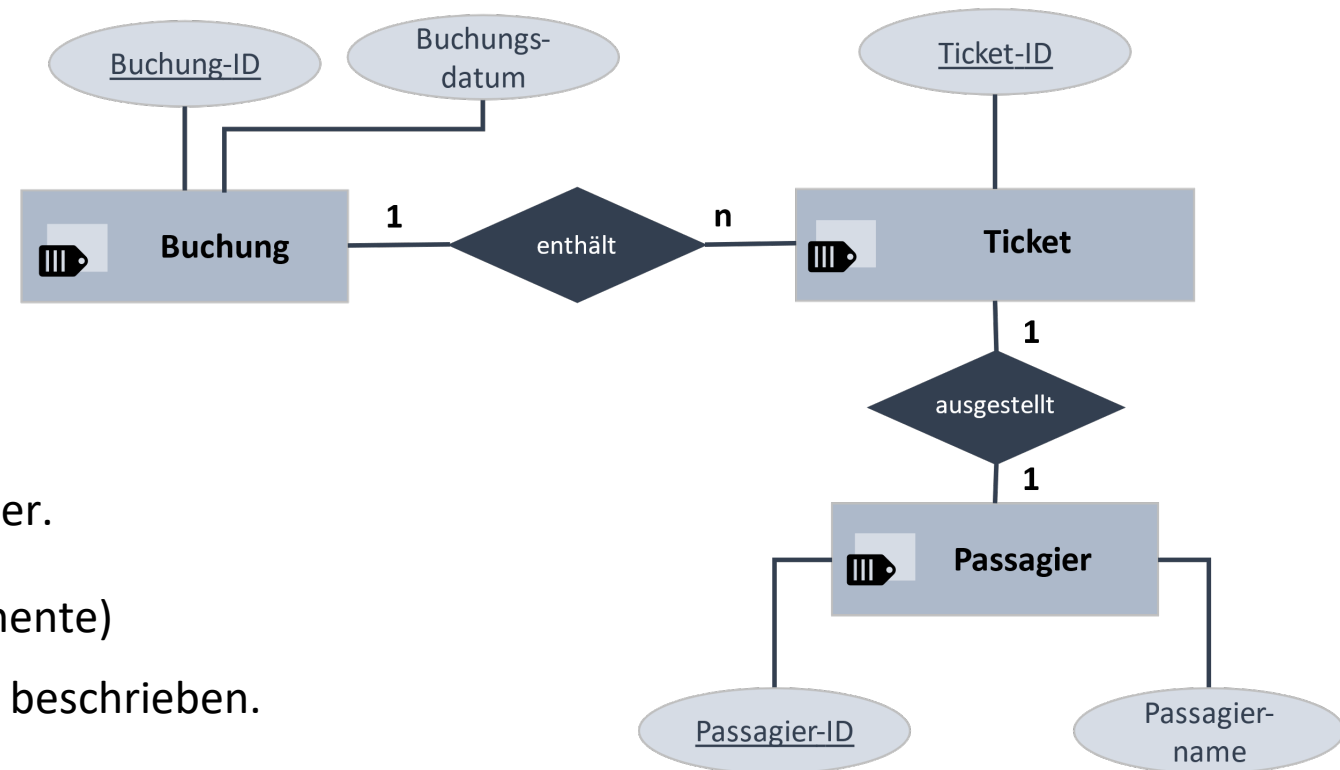 Buchung-ID
Buchungs-
datum
Ticket-ID
Buchung
1
enthält
n
Ticket
1
ausgestellt
1
er.
Passagier
nente)
beschrieben.
Passagier-ID
Passagier-
name